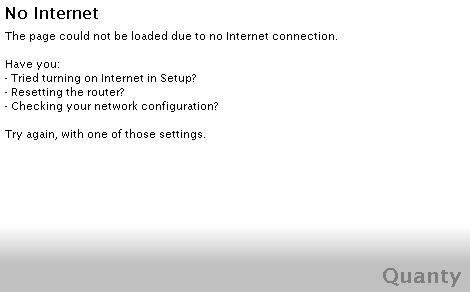 No Internet
The page could not be loaded due to no Internet connection.
Have you:
- Tried turning on Internet in Setup?
- Resetting the router?
- Checking your network configuration?
Try again, with one of those settings.
Quanty